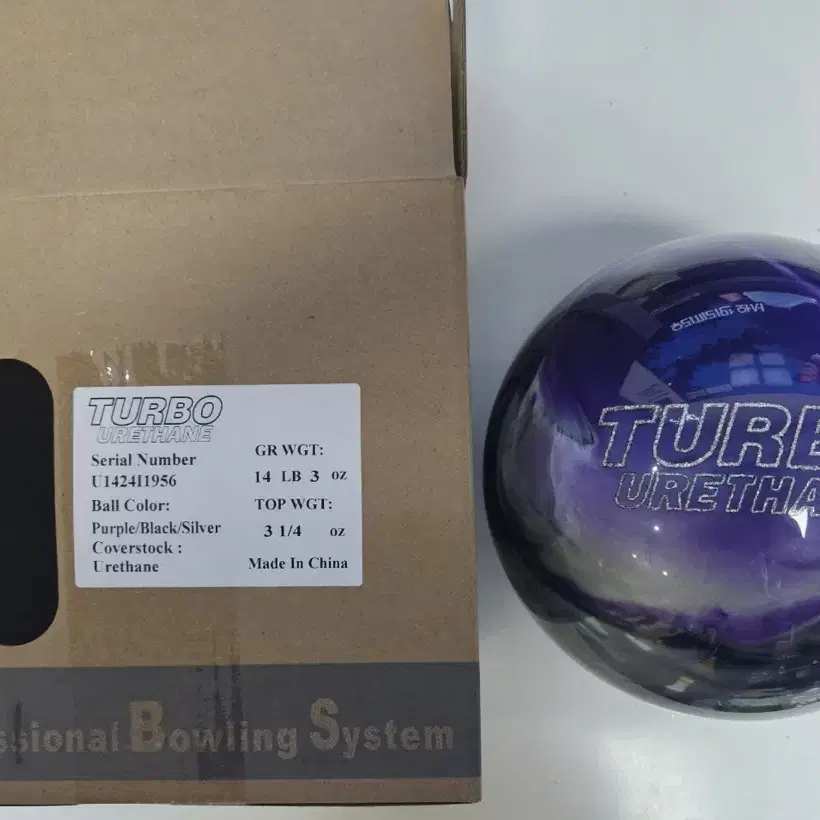 TURBO
URETHANE
Serial Number
U142411956
Ball Color:
Purple/Black/Silver
Coverstock :
Urethane
GR WGT:
14 LB 3 oz
TOP WGT:
3 1/4 oz
Made In China
ssional Bowling System
TURB
URETHA